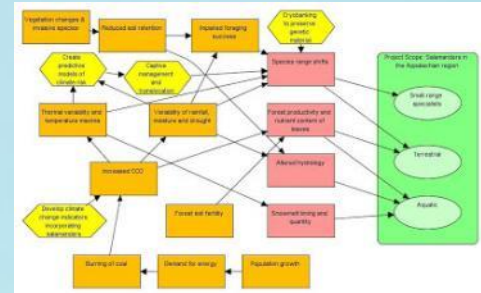 Vegetation changes &
invasive species
Reduced soil retention
Impaired foraging
success
Cryobanking to
preserve genetic
material
Project Scope: Salamanders in
the Appalachian region
Create
predictive
models of
climate risk
Captive
management and
translocation
Species range shifts
Small range
specialists
Thermal variability and
temperature maxima
Variability of rainfall,
moisture and drought
Forest productivity and
nutrient content of
leaves
Terrestrial
Increased CO2
Altered hydrology
Develop climate
change indicators
incorporating
salamanders
Forest soil fertility
Snowmelt timing and
quantity
Aquatic
Burning of coal
Demand for energy
Population growth